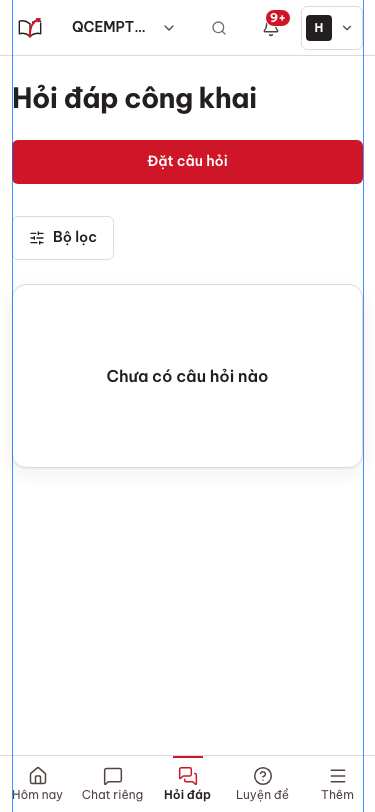 QCEMPT...
9+
H
Hỏi đáp công khai
Đặt câu hỏi
Bộ lọc
Chưa có câu hỏi nào
Hôm nay
Chat riêng
Hỏi đáp
Luyện đề
Thêm